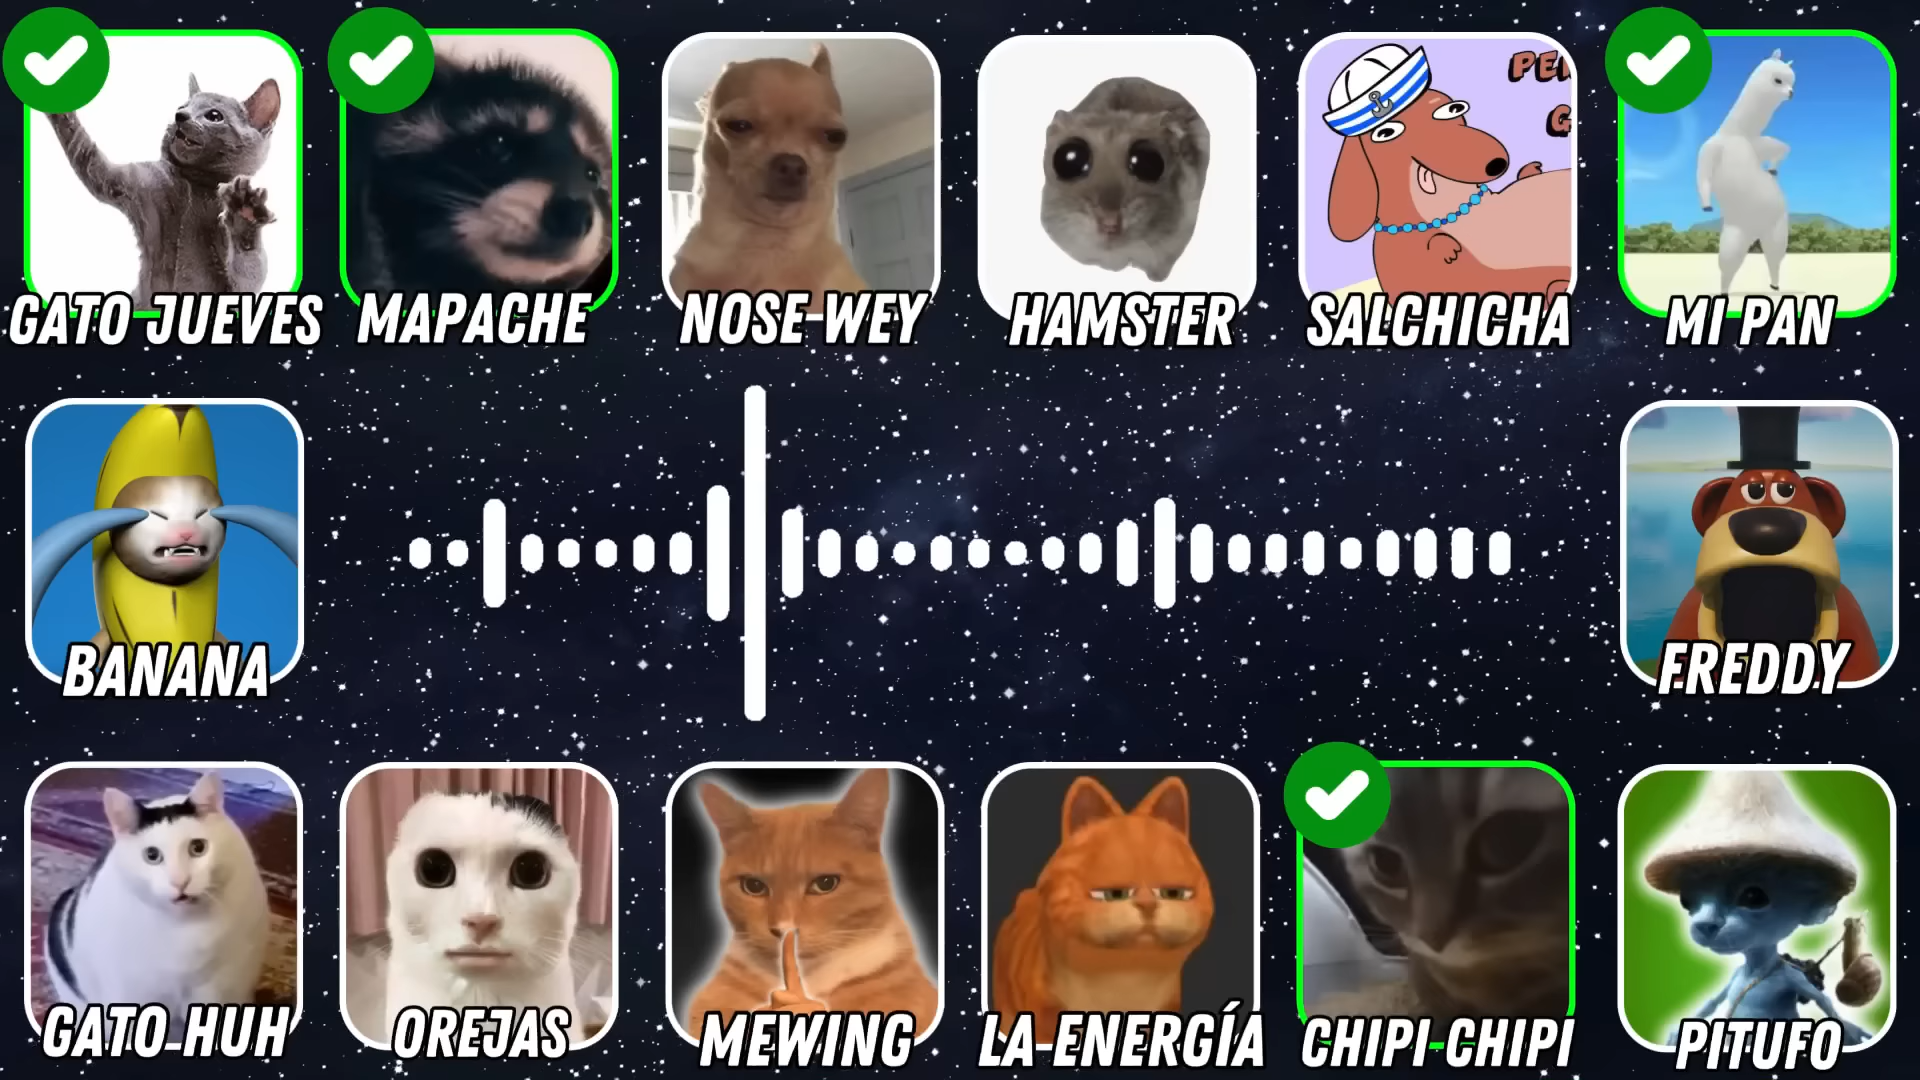 PE
G
GATO JUEVES
MAPACHE
NOSE WEY
HAMSTER
SALCHICHA
MI PAN
BANANA
FREDDY
GATO HUH
OREJAS
MEWING
LA ENERGÍA
CHIPI CHIPI
PITUFO